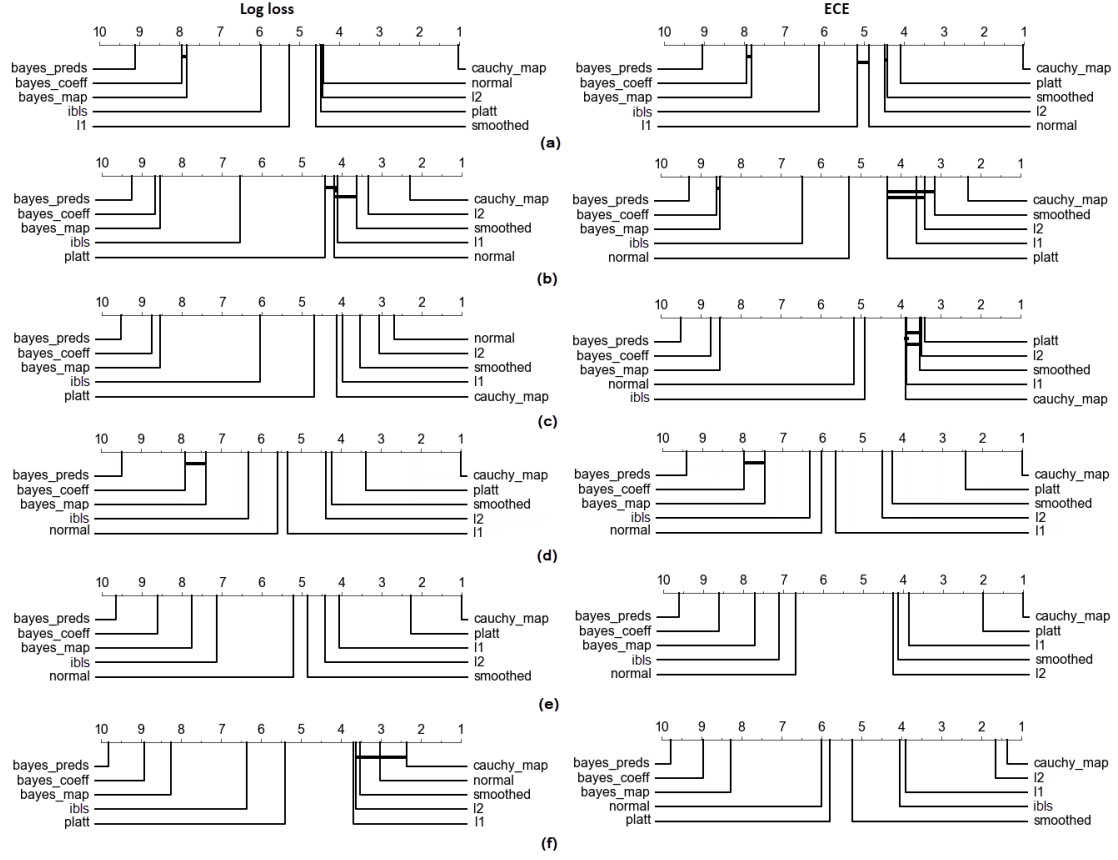 Log loss ECE
10 9 8 7 6 5 4 3 2 1 10 9 8 7 6 5 4 3 2 1
bayes_preds cauchy_map bayes_preds cauchy_map
bayes_coeff normal bayes_coeff platt
bayes_map l2 bayes_map smoothed
ibls platt ibls l2
l1 smoothed l1 normal
(a)
10 9 8 7 6 5 4 3 2 1 10 9 8 7 6 5 4 3 2 1
bayes_preds cauchy_map bayes_preds cauchy_map
bayes_coeff l2 bayes_coeff smoothed
bayes_map smoothed bayes_map l2
ibls l1 ibls l1
platt normal normal platt
(b)
10 9 8 7 6 5 4 3 2 1 10 9 8 7 6 5 4 3 2 1
bayes_preds normal bayes_preds platt
bayes_coeff l2 bayes_coeff l2
bayes_map smoothed bayes_map smoothed
ibls l1 normal l1
platt cauchy_map ibls cauchy_map
(c)
10 9 8 7 6 5 4 3 2 1 10 9 8 7 6 5 4 3 2 1
bayes_preds cauchy_map bayes_preds cauchy_map
bayes_coeff platt bayes_coeff platt
bayes_map smoothed bayes_map smoothed
ibls l2 ibls l2
normal l1 normal l1
(d)
10 9 8 7 6 5 4 3 2 1 10 9 8 7 6 5 4 3 2 1
bayes_preds cauchy_map bayes_preds cauchy_map
bayes_coeff platt bayes_coeff platt
bayes_map l1 bayes_map l1
ibls l2 ibls smoothed
normal smoothed normal l2
(e)
10 9 8 7 6 5 4 3 2 1 10 9 8 7 6 5 4 3 2 1
bayes_preds cauchy_map bayes_preds cauchy_map
bayes_coeff normal bayes_coeff l2
bayes_map smoothed bayes_map l1
ibls l2 normal ibls
platt l1 platt smoothed
(f)